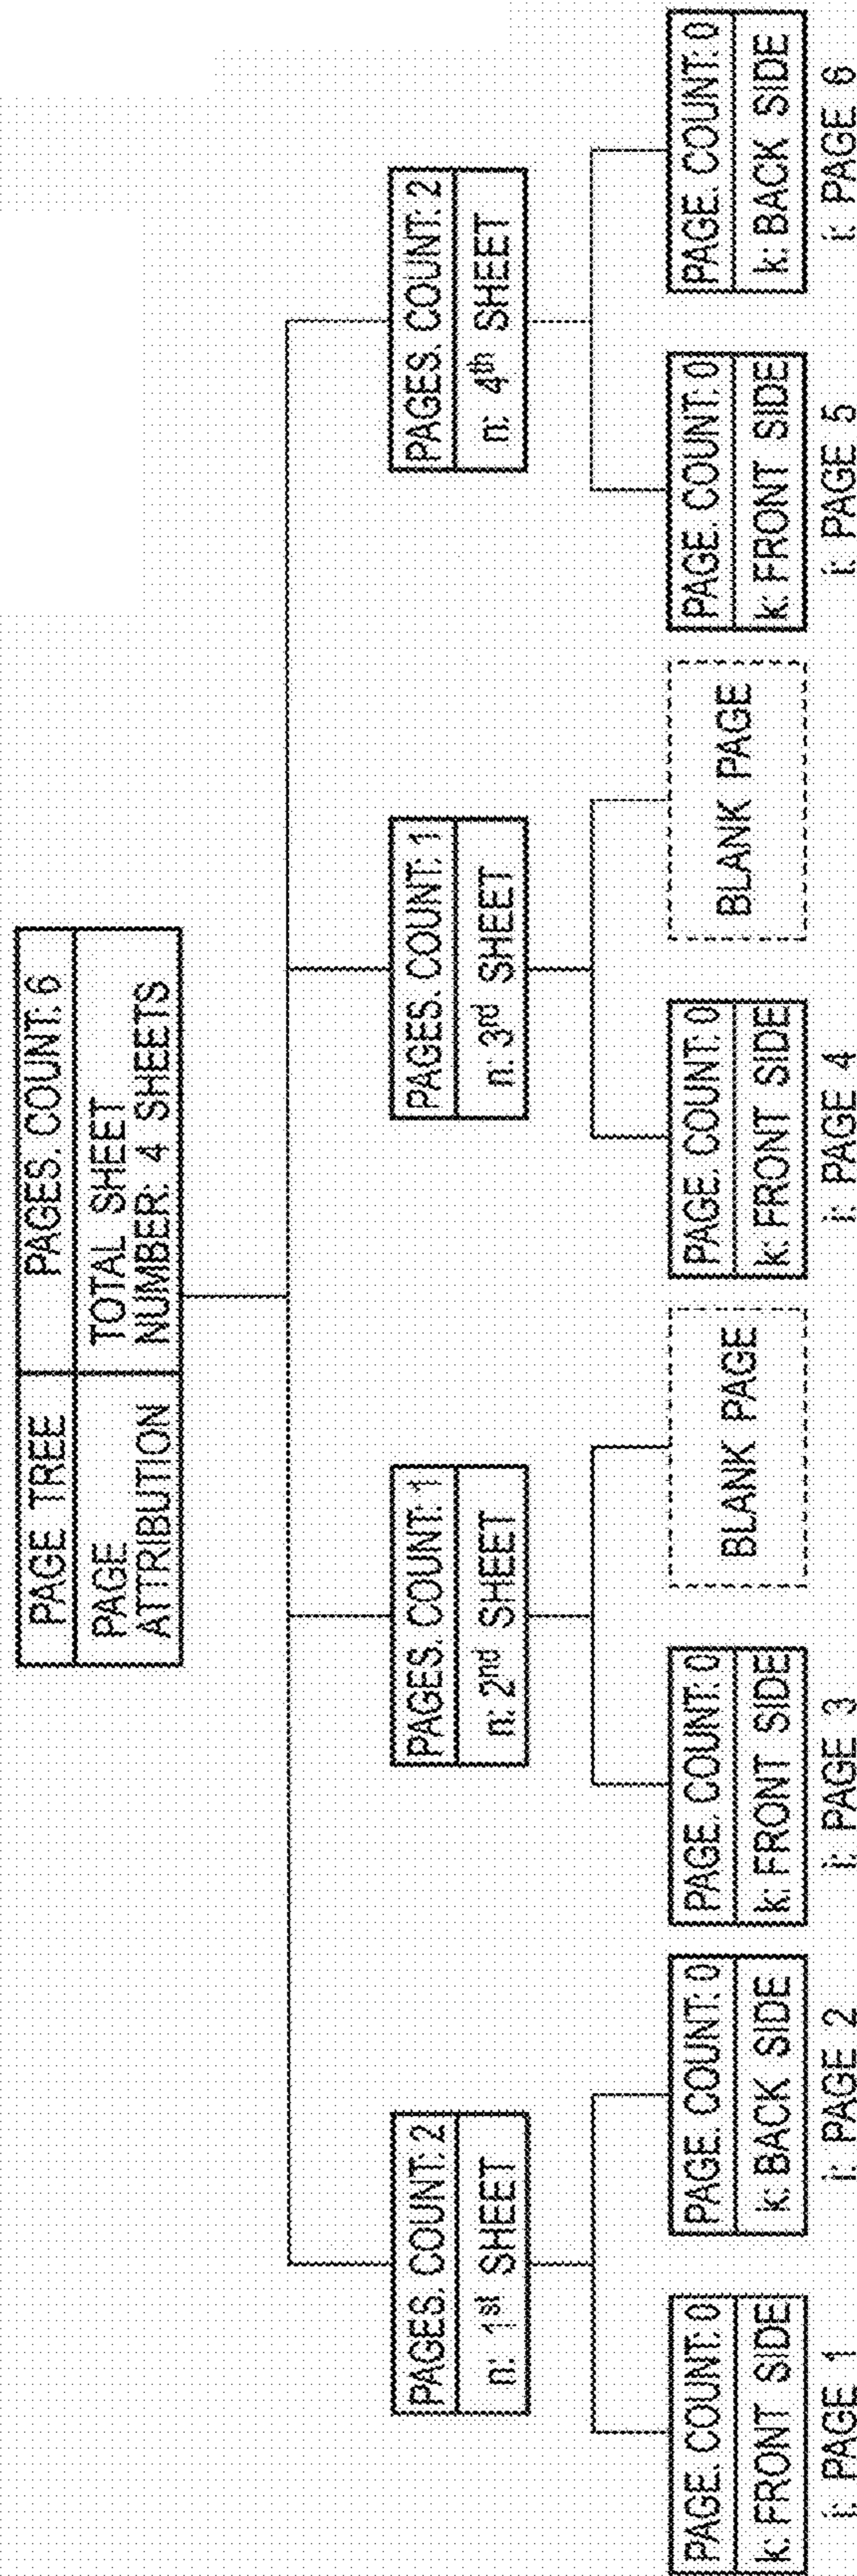 PAGE TREE
PAGES. COUNT: 6
PAGE
ATTRIBUTION
TOTAL SHEET
NUMBER: 4 SHEETS
PAGES. COUNT: 2
n: 1st SHEET
PAGES. COUNT: 1
n: 2nd SHEET
PAGES. COUNT: 1
n: 3rd SHEET
PAGES. COUNT: 2
n: 4th SHEET
PAGE. COUNT: 0
k: FRONT SIDE
i: PAGE 1
PAGE. COUNT: 0
k: BACK SIDE
i: PAGE 2
PAGE. COUNT: 0
k: FRONT SIDE
i: PAGE 3
BLANK PAGE
PAGE. COUNT: 0
k: FRONT SIDE
i: PAGE 4
BLANK PAGE
PAGE. COUNT: 0
k: FRONT SIDE
i: PAGE 5
PAGE. COUNT: 0
k: BACK SIDE
i: PAGE 6